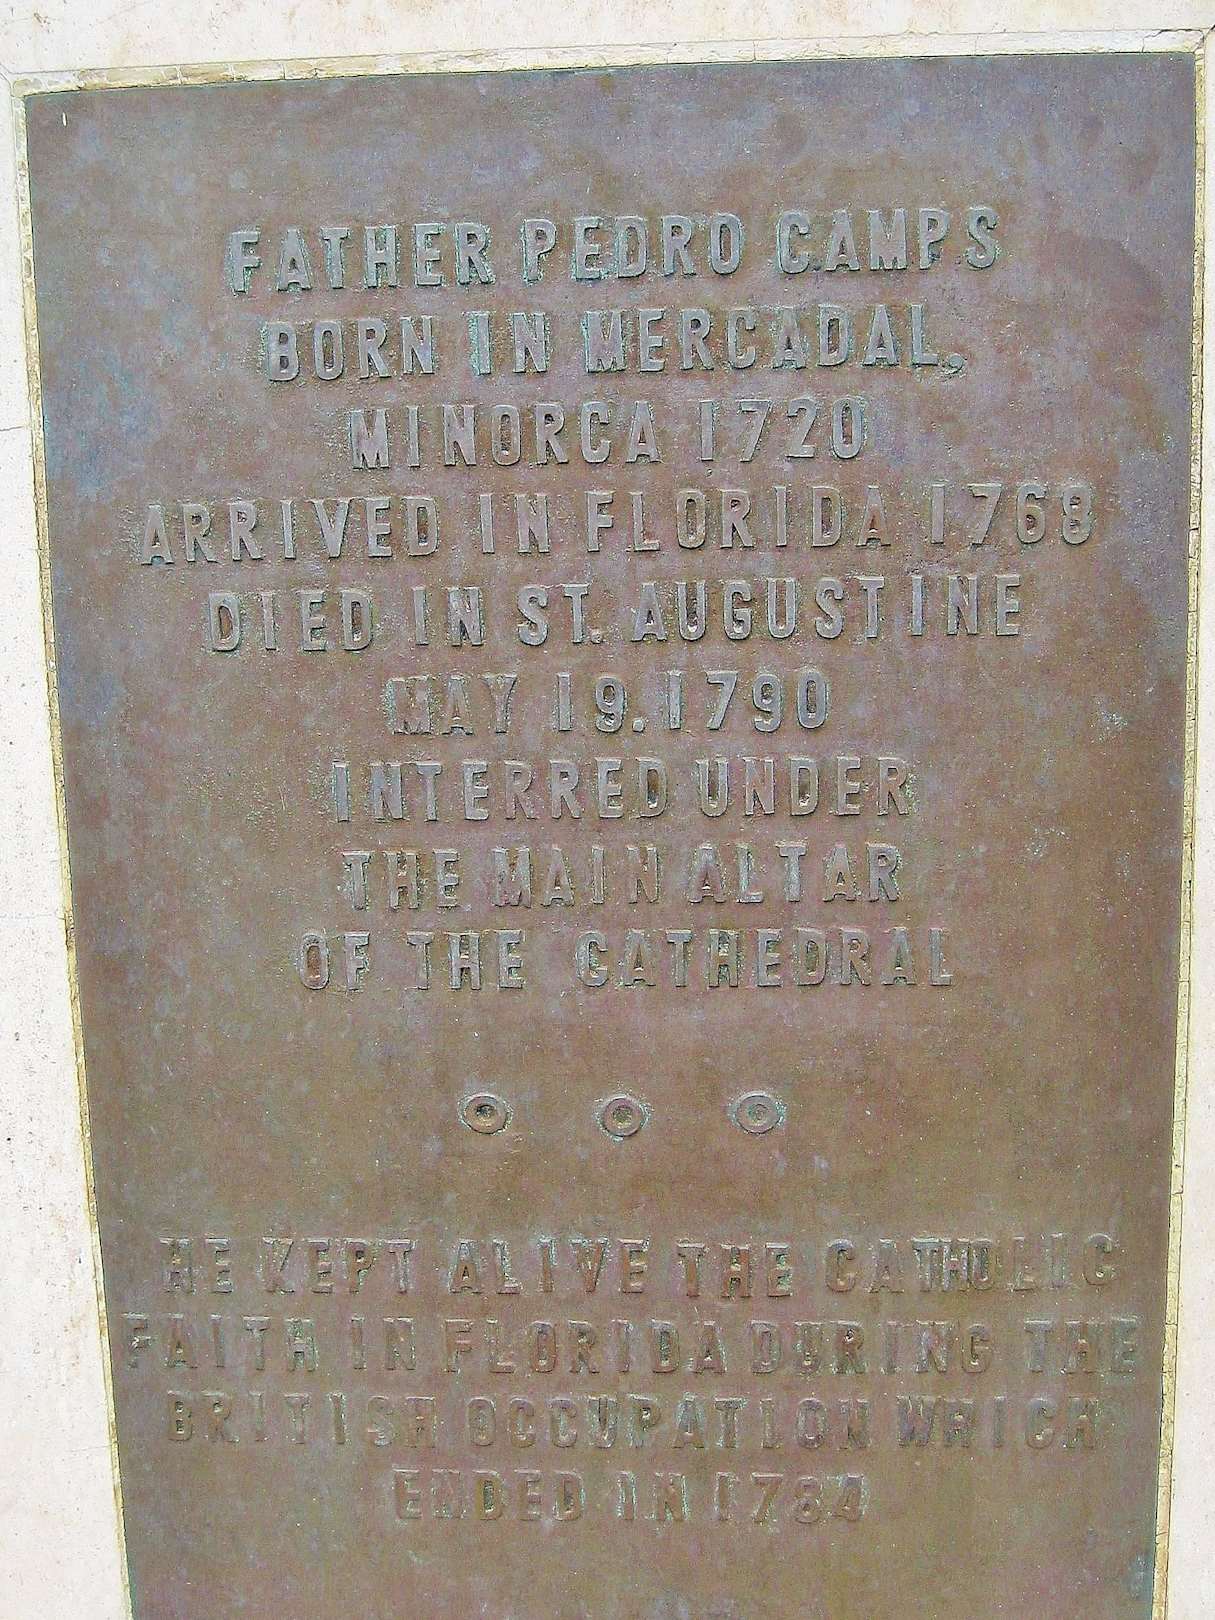 FATHER PEDRO CAMPS
BORN IN MERCADAL,
MINORCA 1720
ARRIVED IN FLORIDA 1768
DIED IN ST. AUGUSTINE
MAY 19.1790
INTERRED UNDER
THE MAIN ALTAR
OF THE CATHEDRAL
HE KEPT ALIVE THE CATHOLIC
FAITH IN FLORIDA DURING THE
BRITISH OCCUPATION WHICH
ENDED IN 1784